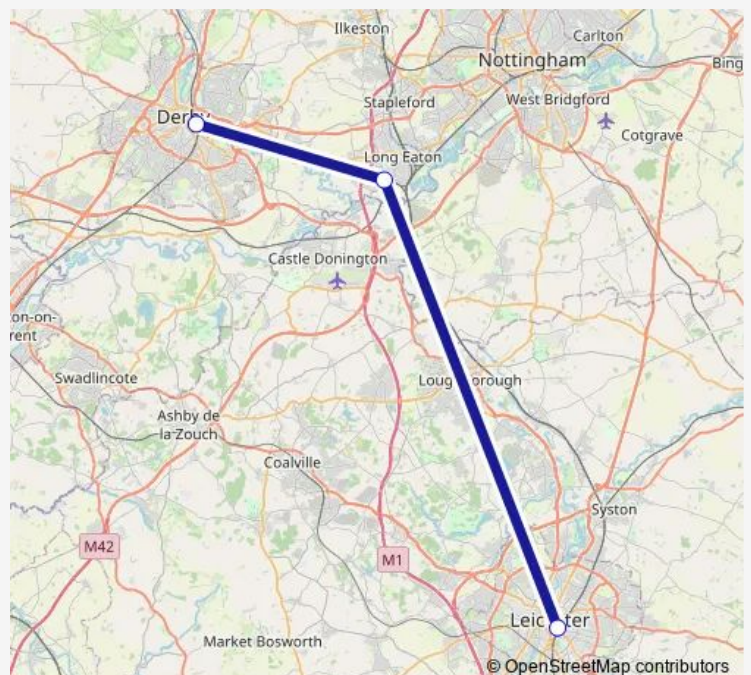 Ilkeston
Carlton
Nottingham
Bing
Stapleford
West Bridgford
Derby
Cotgrave
Long Eaton
Castle Donington
on-on-
rent
Swadlincote
Loughborough
Ashby de
la-Zouch
Coalville
Syston
M42
M1
Leicester
Market Bosworth
© OpenStreetMap contributors